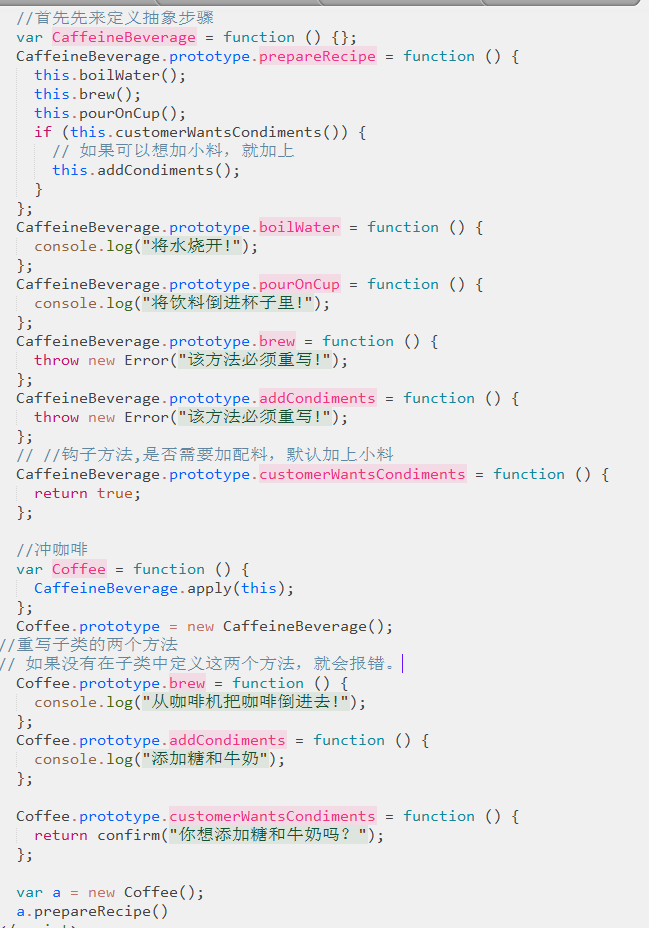 //首先先来定义抽象步骤
var CaffeineBeverage = function () {};
CaffeineBeverage.prototype.prepareRecipe = function () {
this.boilWater();
this.brew();
this.pourOnCup();
if (this.customerWantsCondiments()) {
// 如果可以想加小料，就加上
this.addCondiments();
}
};
CaffeineBeverage.prototype.boilWater = function () {
console.log("将水烧开!");
};
CaffeineBeverage.prototype.pourOnCup = function () {
console.log("将饮料倒进杯子里!");
};
CaffeineBeverage.prototype.brew = function () {
throw new Error("该方法必须重写!");
};
CaffeineBeverage.prototype.addCondiments = function () {
throw new Error("该方法必须重写!");
};
// //钩子方法,是否需要加配料，默认加上小料
CaffeineBeverage.prototype.customerWantsCondiments = function () {
return true;
};
//冲咖啡
var Coffee = function () {
CaffeineBeverage.apply(this);
};
Coffee.prototype = new CaffeineBeverage();
//重写子类的两个方法
// 如果没有在子类中定义这两个方法，就会报错。
Coffee.prototype.brew = function () {
console.log("从咖啡机把咖啡倒进去!");
};
Coffee.prototype.addCondiments = function () {
console.log("添加糖和牛奶");
};
Coffee.prototype.customerWantsCondiments = function () {
return confirm("你想添加糖和牛奶吗？");
};
var a = new Coffee();
a.prepareRecipe()